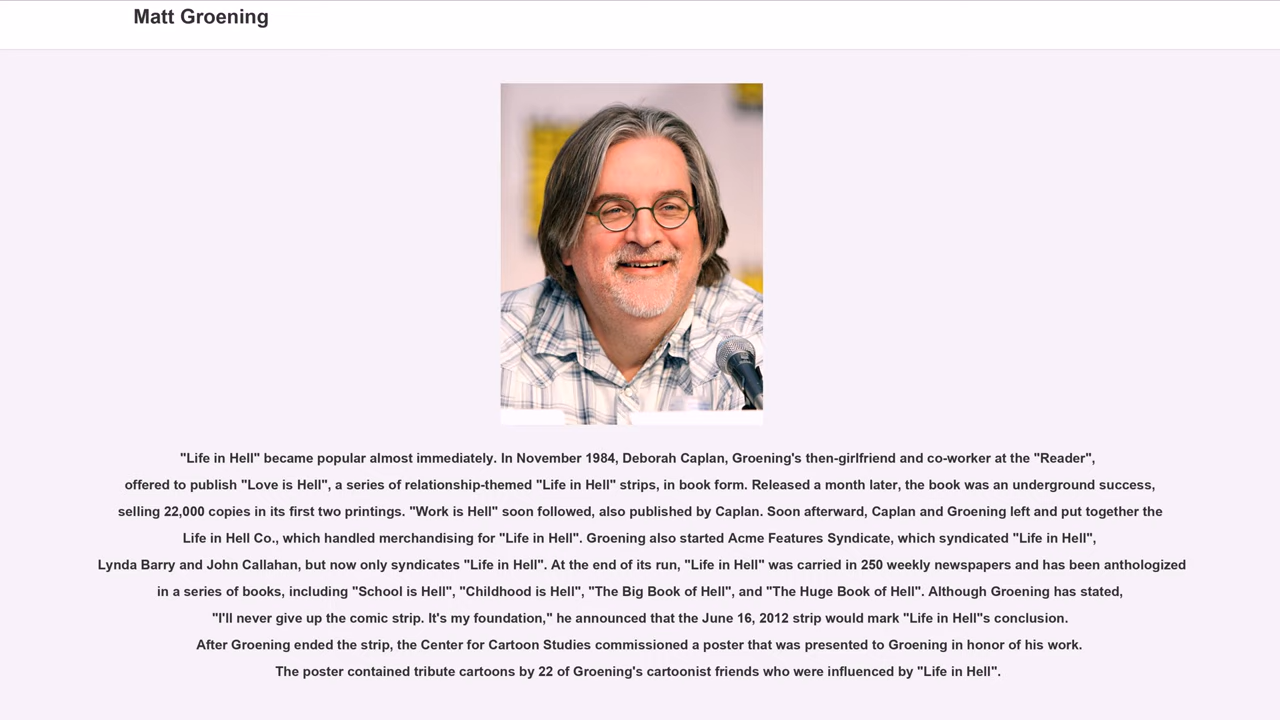 Matt Groening
"Life in Hell" became popular almost immediately. In November 1984, Deborah Caplan, Groening's then-girlfriend and co-worker at the "Reader",
offered to publish "Love is Hell", a series of relationship-themed "Life in Hell" strips, in book form. Released a month later, the book was an underground success,
selling 22,000 copies in its first two printings. "Work is Hell" soon followed, also published by Caplan. Soon afterward, Caplan and Groening left and put together the
Life in Hell Co., which handled merchandising for "Life in Hell". Groening also started Acme Features Syndicate, which syndicated "Life in Hell",
Lynda Barry and John Callahan, but now only syndicates "Life in Hell". At the end of its run, "Life in Hell" was carried in 250 weekly newspapers and has been anthologized
in a series of books, including "School is Hell", "Childhood is Hell", "The Big Book of Hell", and "The Huge Book of Hell". Although Groening has stated,
"I'll never give up the comic strip. It's my foundation," he announced that the June 16, 2012 strip would mark "Life in Hell"s conclusion.
After Groening ended the strip, the Center for Cartoon Studies commissioned a poster that was presented to Groening in honor of his work.
The poster contained tribute cartoons by 22 of Groening's cartoonist friends who were influenced by "Life in Hell".